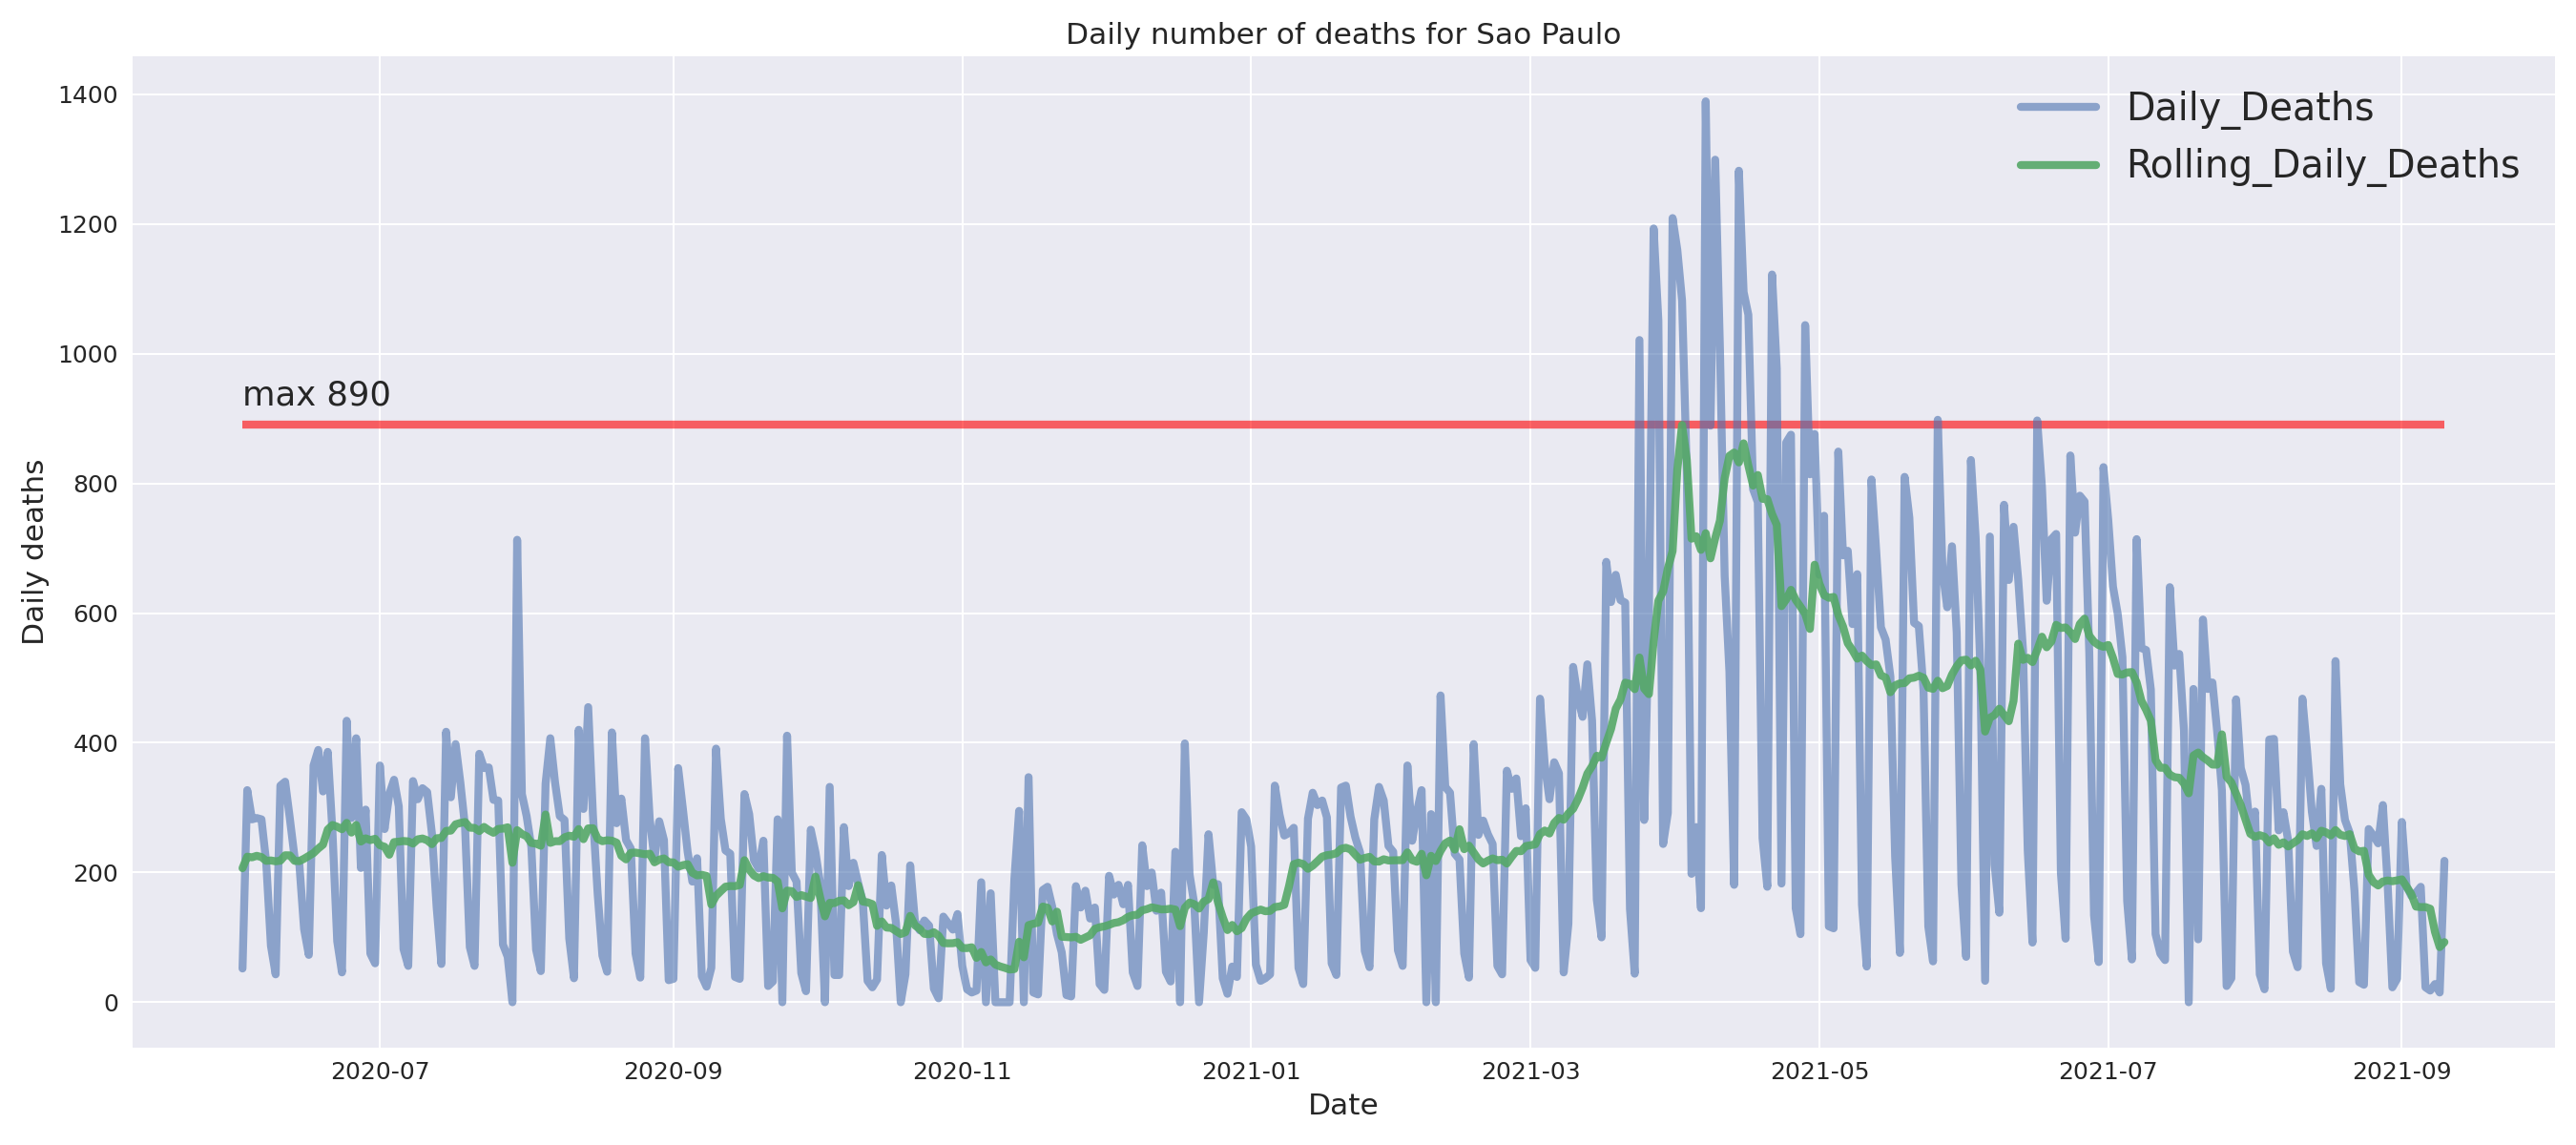 Daily number of deaths for Sao Paulo
1400
1200
1000
800
600
400
200
0
Daily deaths
max 890
Daily_Deaths
Rolling_Daily_Deaths
2020-07
2020-09
2020-11
2021-01
2021-03
2021-05
2021-07
2021-09
Date